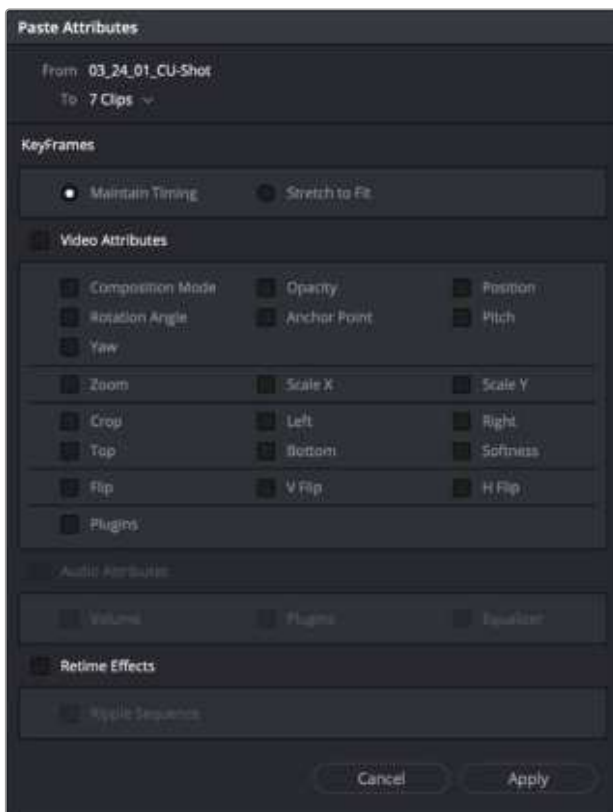 Paste Attributes
From 03_24_01_CU-Shot
To 7 Clips
KeyFrames
Maintain Timing Stretch to Fit
Video Attributes
Composition Mode Opacity Position
Rotation Angle Anchor Point Pitch
Yaw
Zoom Scale X Scale Y
Crop Left Right
Top Bottom Softness
Flip V Flip H Flip
Plugins
Audio Attributes
Volume Plugins Equalizer
Retime Effects
Ripple Sequence
Cancel Apply